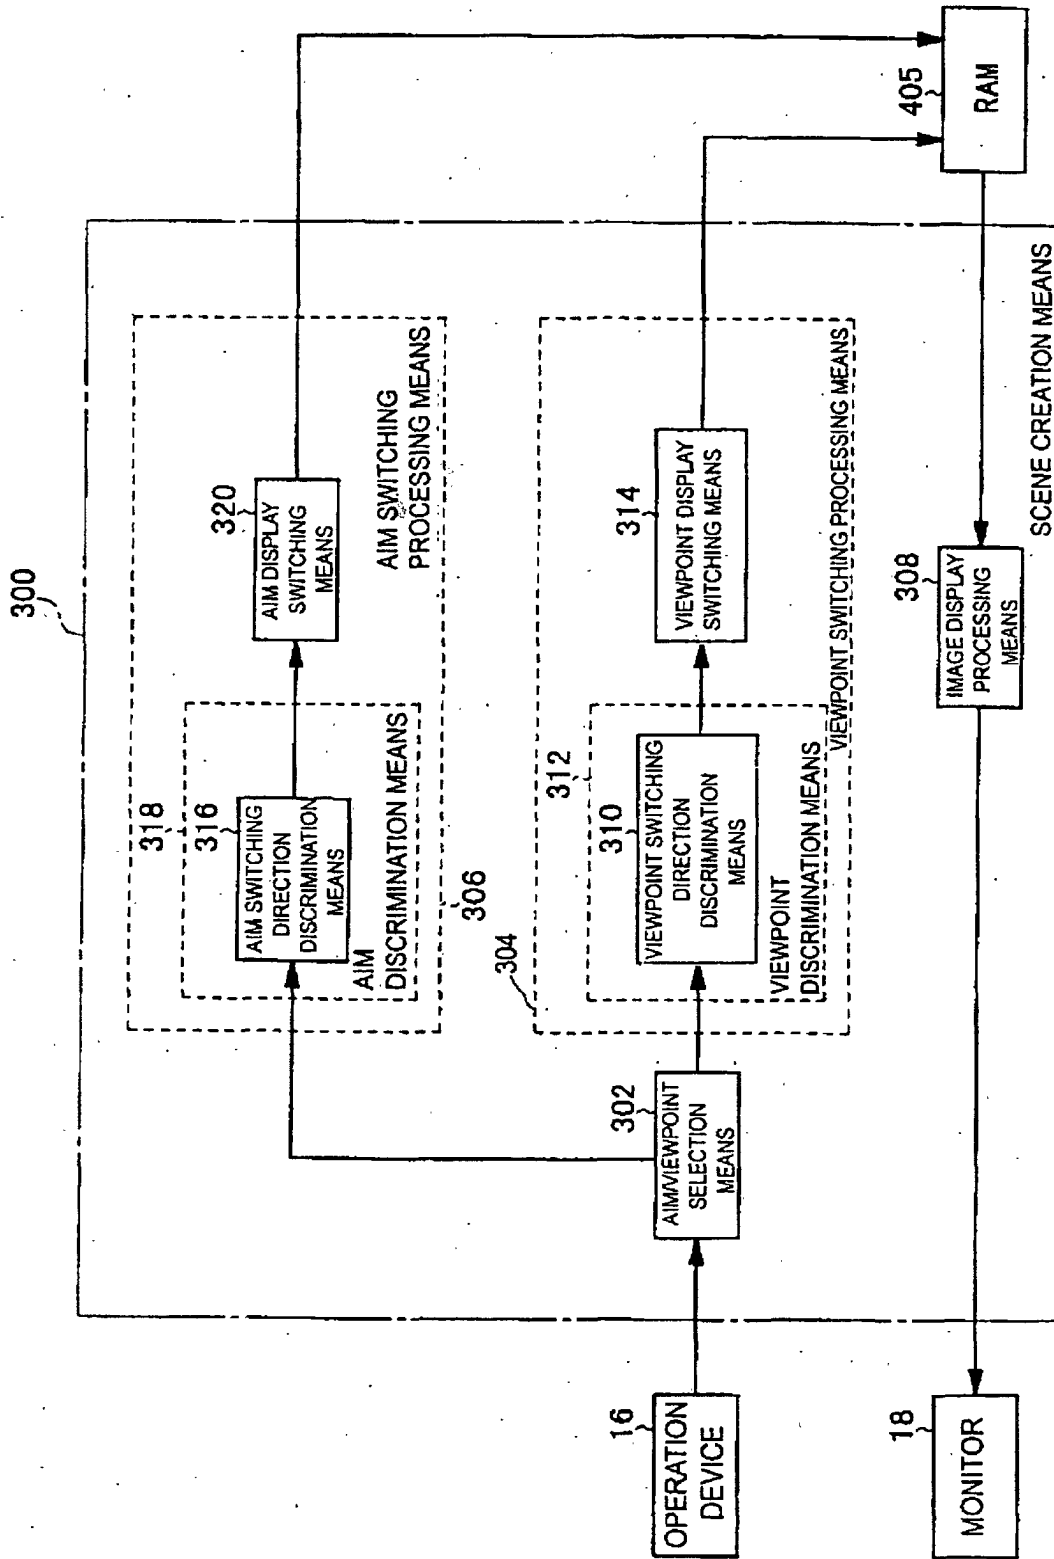 300
320
AIM DISPLAY
SWITCHING
MEANS
AIM SWITCHING
PROCESSING MEANS
318
316
AIM SWITCHING
DIRECTION
DISCRIMINATION
MEANS
AIM
DISCRIMINATION MEANS
306
304
314
VIEWPOINT DISPLAY
SWITCHING MEANS
312
310
VIEWPOINT SWITCHING
DIRECTION
DISCRIMINATION
MEANS
VIEWPOINT
DISCRIMINATION MEANS
VIEWPOINT SWITCHING PROCESSING MEANS
302
AIM/VIEWPOINT
SELECTION
MEANS
16
OPERATION
DEVICE
405
RAM
308
IMAGE DISPLAY
PROCESSING
MEANS
18
MONITOR
SCENE CREATION MEANS